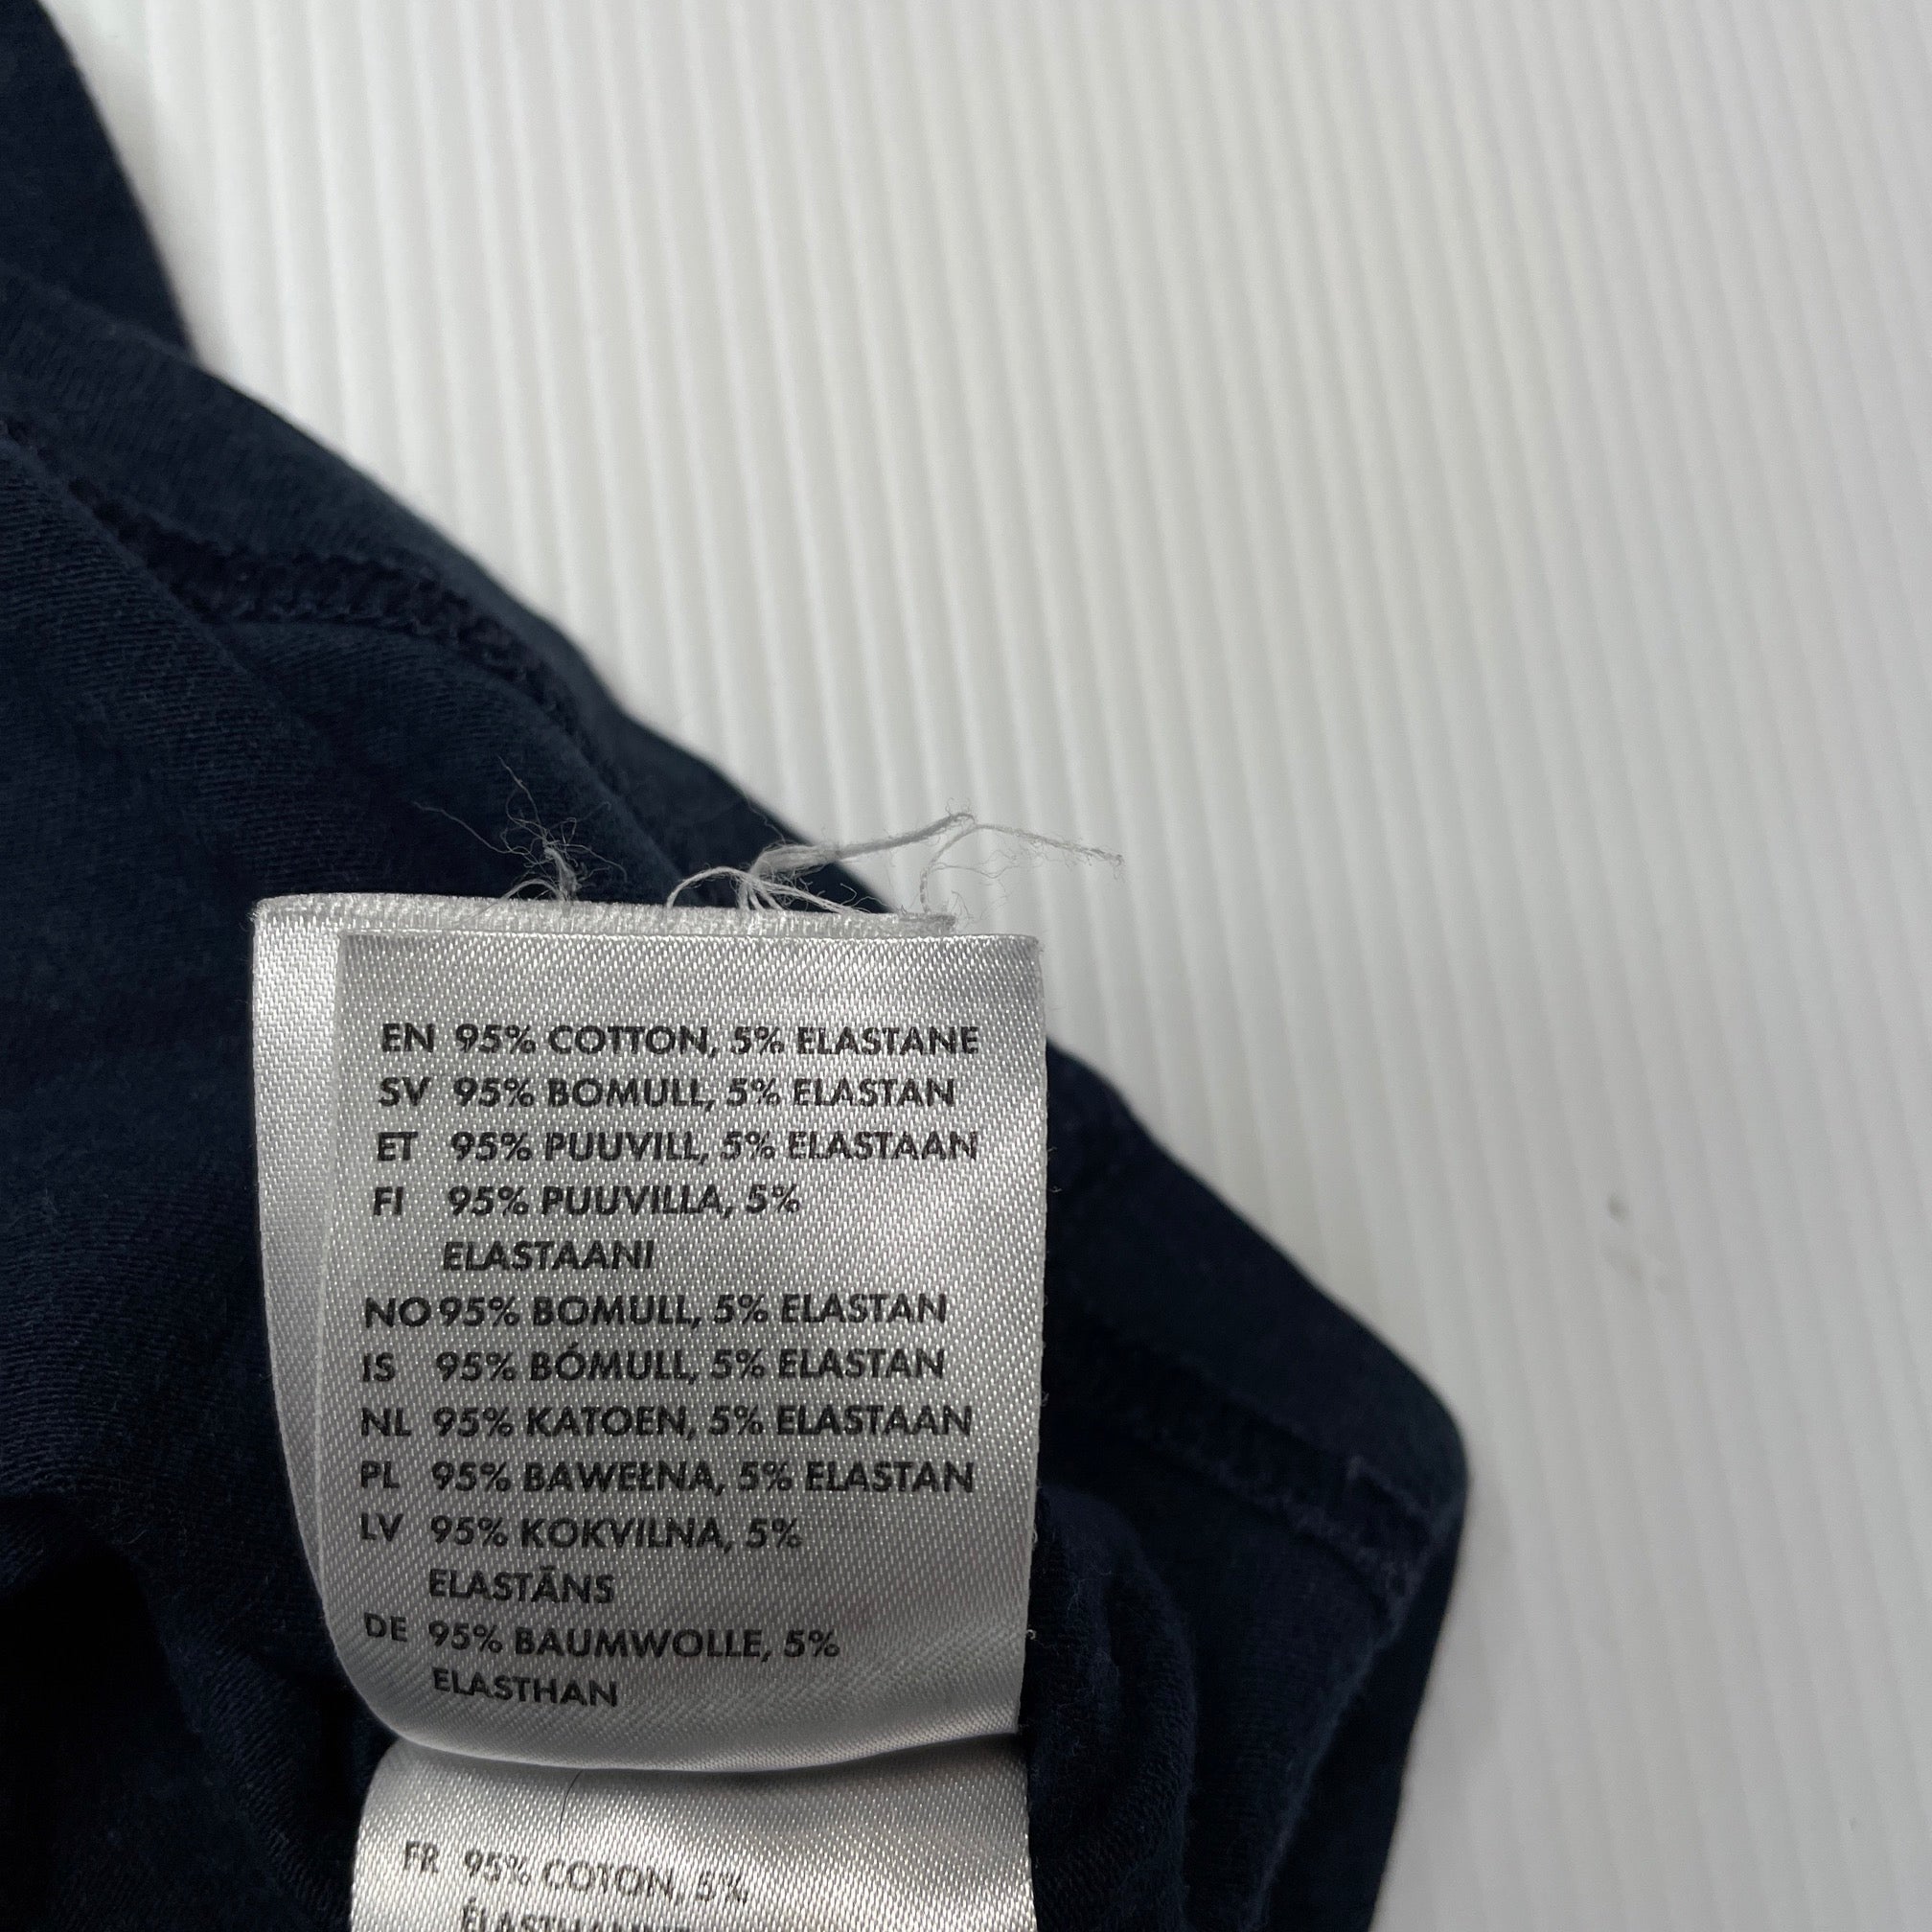 EN 95% COTTON, 5% ELASTANE
SV 95% BOMULL, 5% ELASTAN
ET 95% PUUVILL, 5% ELASTAAN
FI 95% PUUVILLA, 5%
ELASTAANI
NO 95% BOMULL, 5% ELASTAN
IS 95% BÓMULL, 5% ELASTAN
NL 95% KATOEN, 5% ELASTAAN
PL 95% BAWEŁNA, 5% ELASTAN
LV 95% KOKVILNA, 5%
ELASTĀNS
DE 95% BAUMWOLLE, 5%
ELASTHAN
FR 95% COTON, 5%